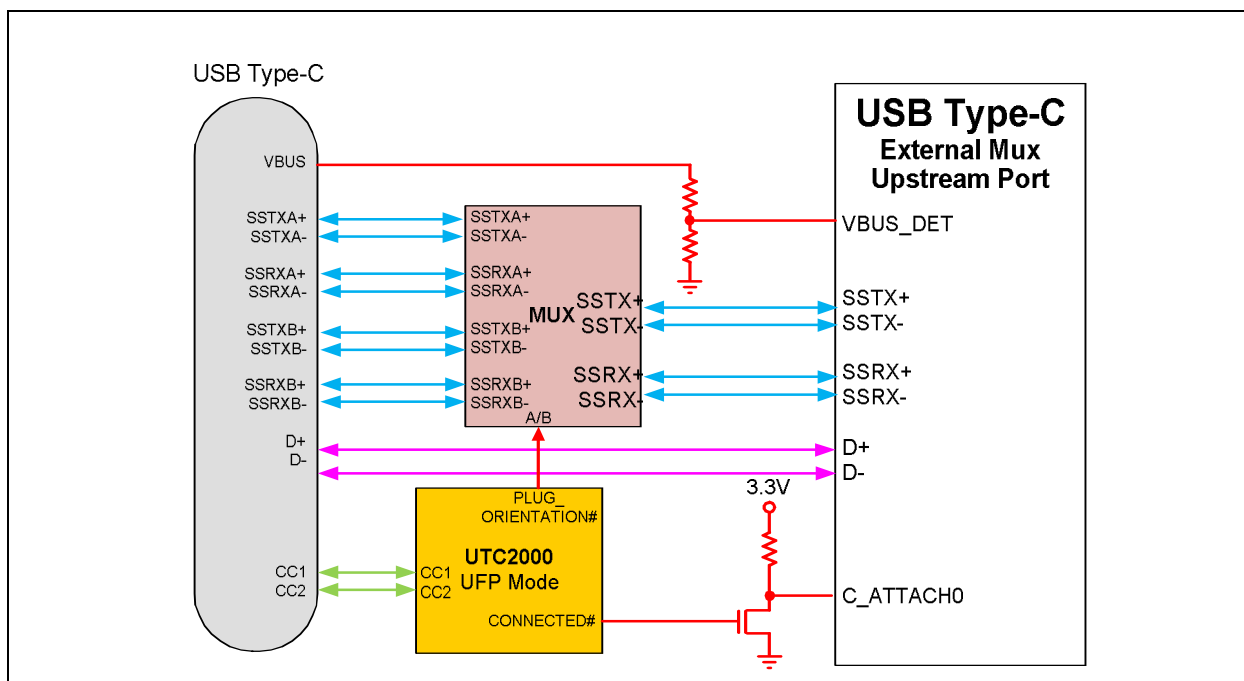 USB Type-C
VBUS
SSTXA+
SSTXA-
SSRXA+
SSRXA-
SSTXB+
SSTXB-
SSRXB+
SSRXB-
D+
D-
CC1
CC2
SSTXA+
SSTXA-
SSRXA+
SSRXA-
SSTXB+
SSTXB-
SSRXB+
SSRXB-
MUX
SSTX+
SSTX-
SSRX+
SSRX-
A/B
PLUG_
ORIENTATION#
UTC2000
UFP Mode
CC1
CC2
CONNECTED#
3.3V
USB Type-C
External Mux
Upstream Port
VBUS_DET
SSTX+
SSTX-
SSRX+
SSRX-
D+
D-
C_ATTACH0